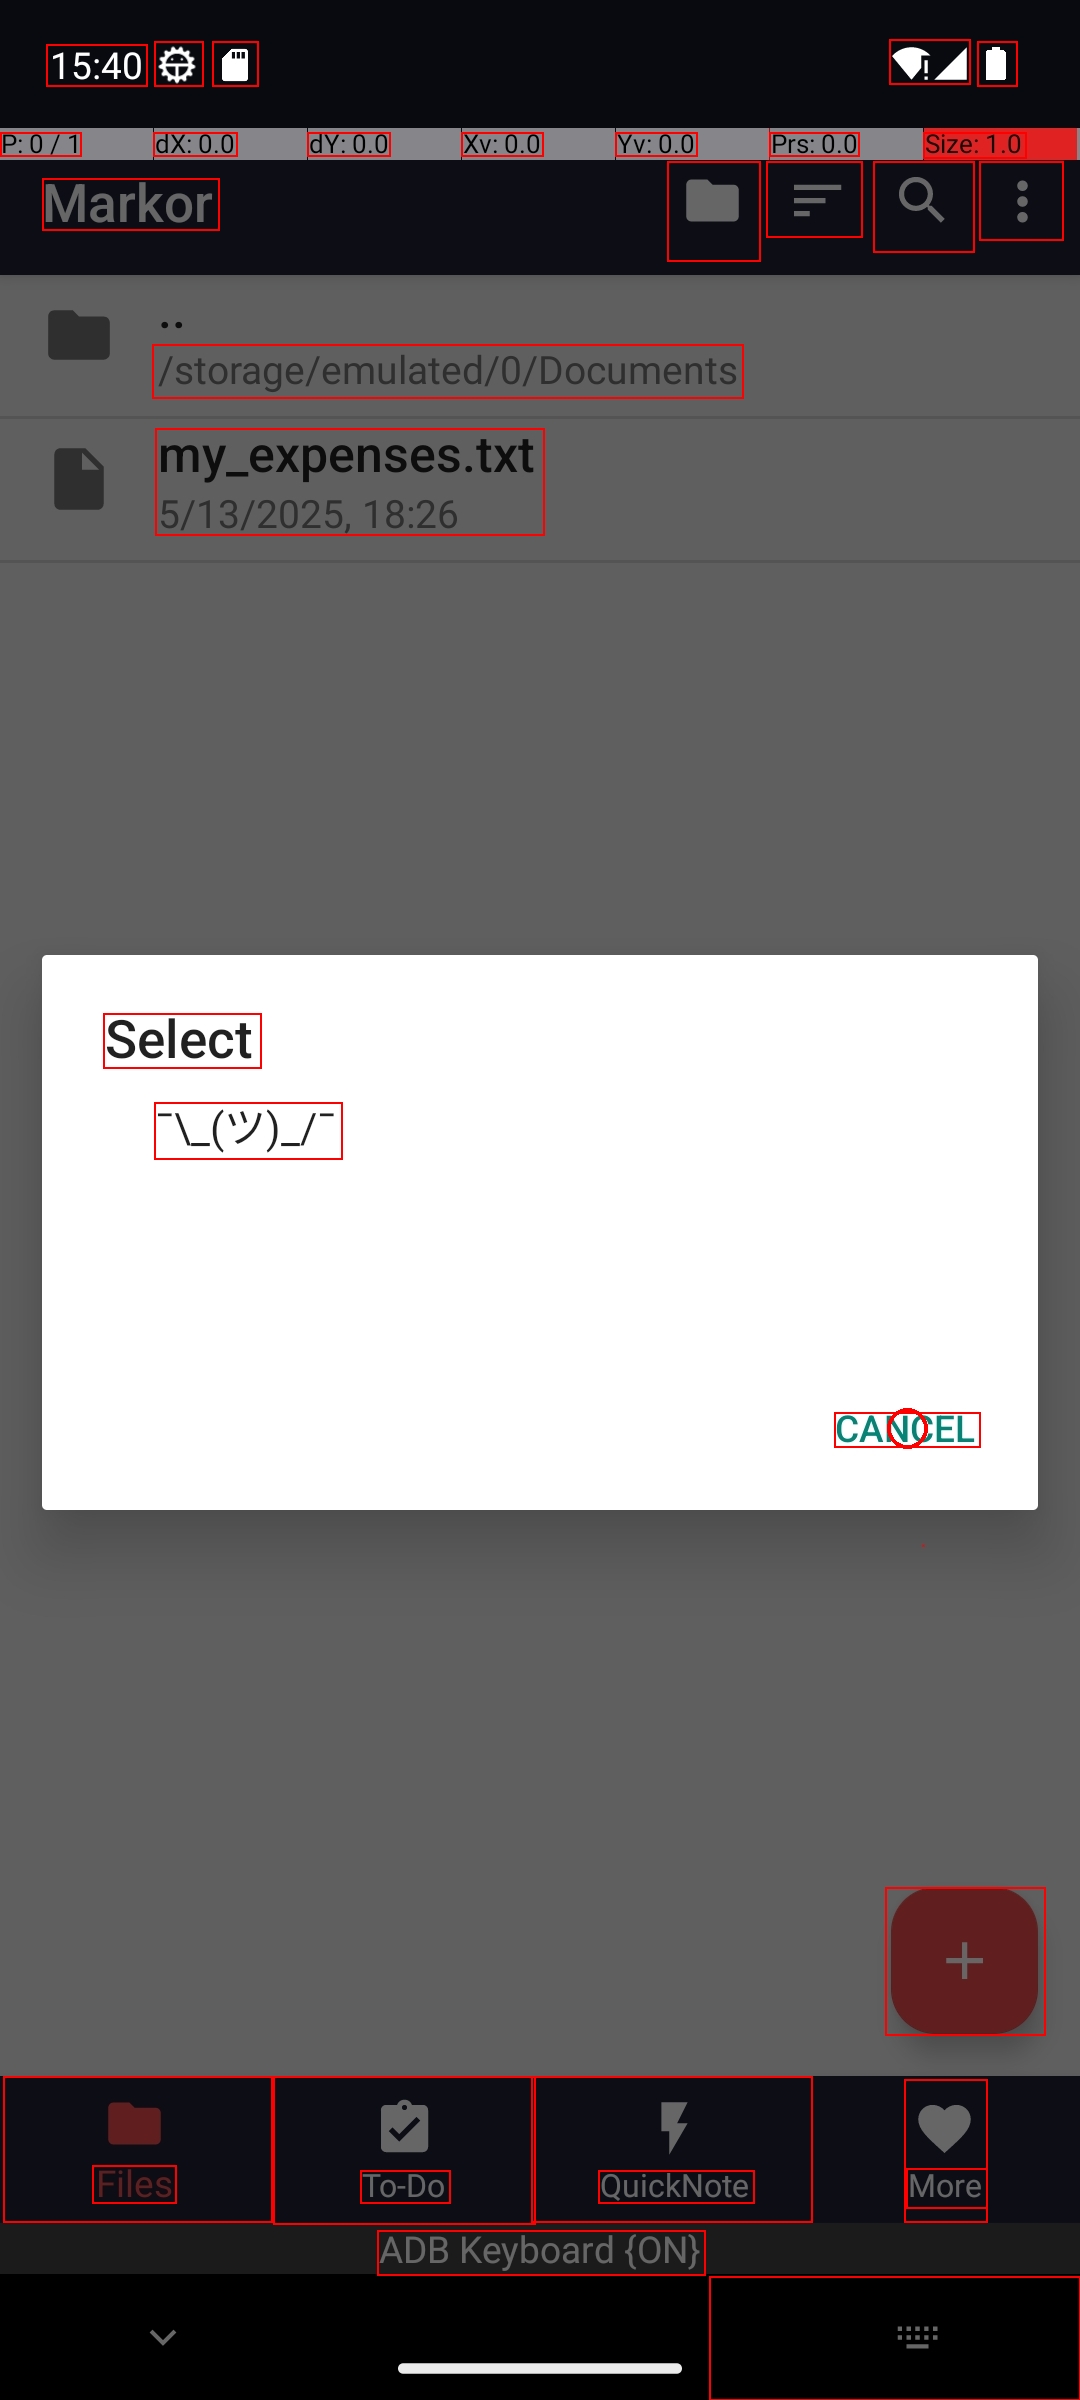 15:40
P: 0 / 1 dX: 0.0 dY: 0.0 Xv: 0.0 Yv: 0.0 Prs: 0.0 Size: 1.0
Markor
..
/storage/emulated/0/Documents
my_expenses.txt
5/13/2025, 18:26
Select
¯\_(ツ)_/¯
CANCEL
Files To-Do QuickNote More
ADB Keyboard {ON}